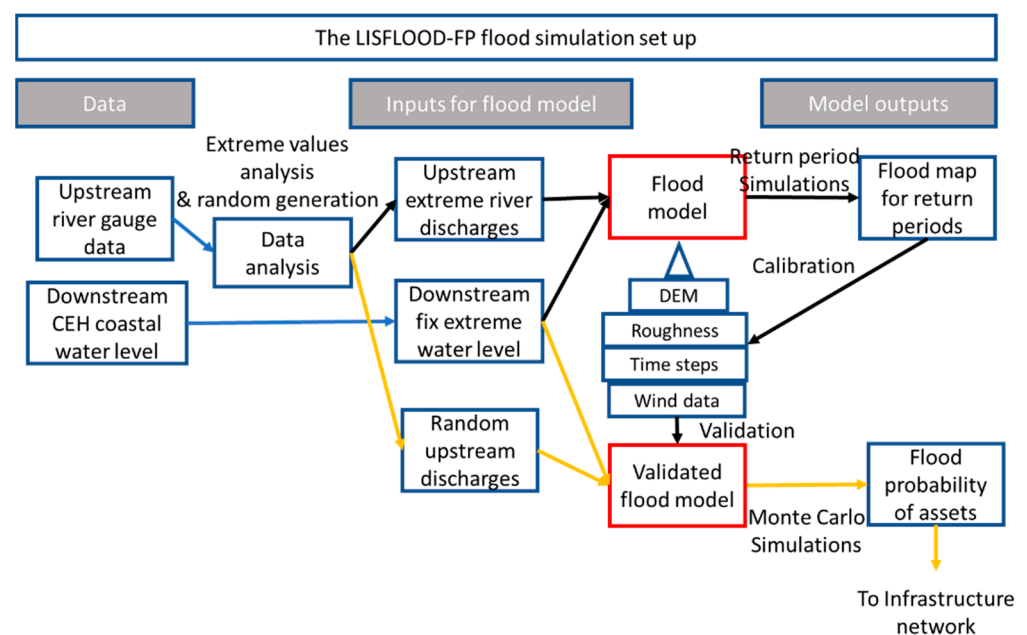 The LISFLOOD-FP flood simulation set up
Data
Inputs for flood model
Model outputs
Extreme values
analysis
& random generation
Upstream
river gauge
data
Data
analysis
Upstream
extreme river
discharges
Flood
model
Return period
Simulations
Flood map
for return
periods
Downstream
CEH coastal
water level
Downstream
fix extreme
water level
DEM
Roughness
Time steps
Wind data
Calibration
Validation
Random
upstream
discharges
Validated
flood model
Monte Carlo
Simulations
Flood
probability
of assets
To Infrastructure
network